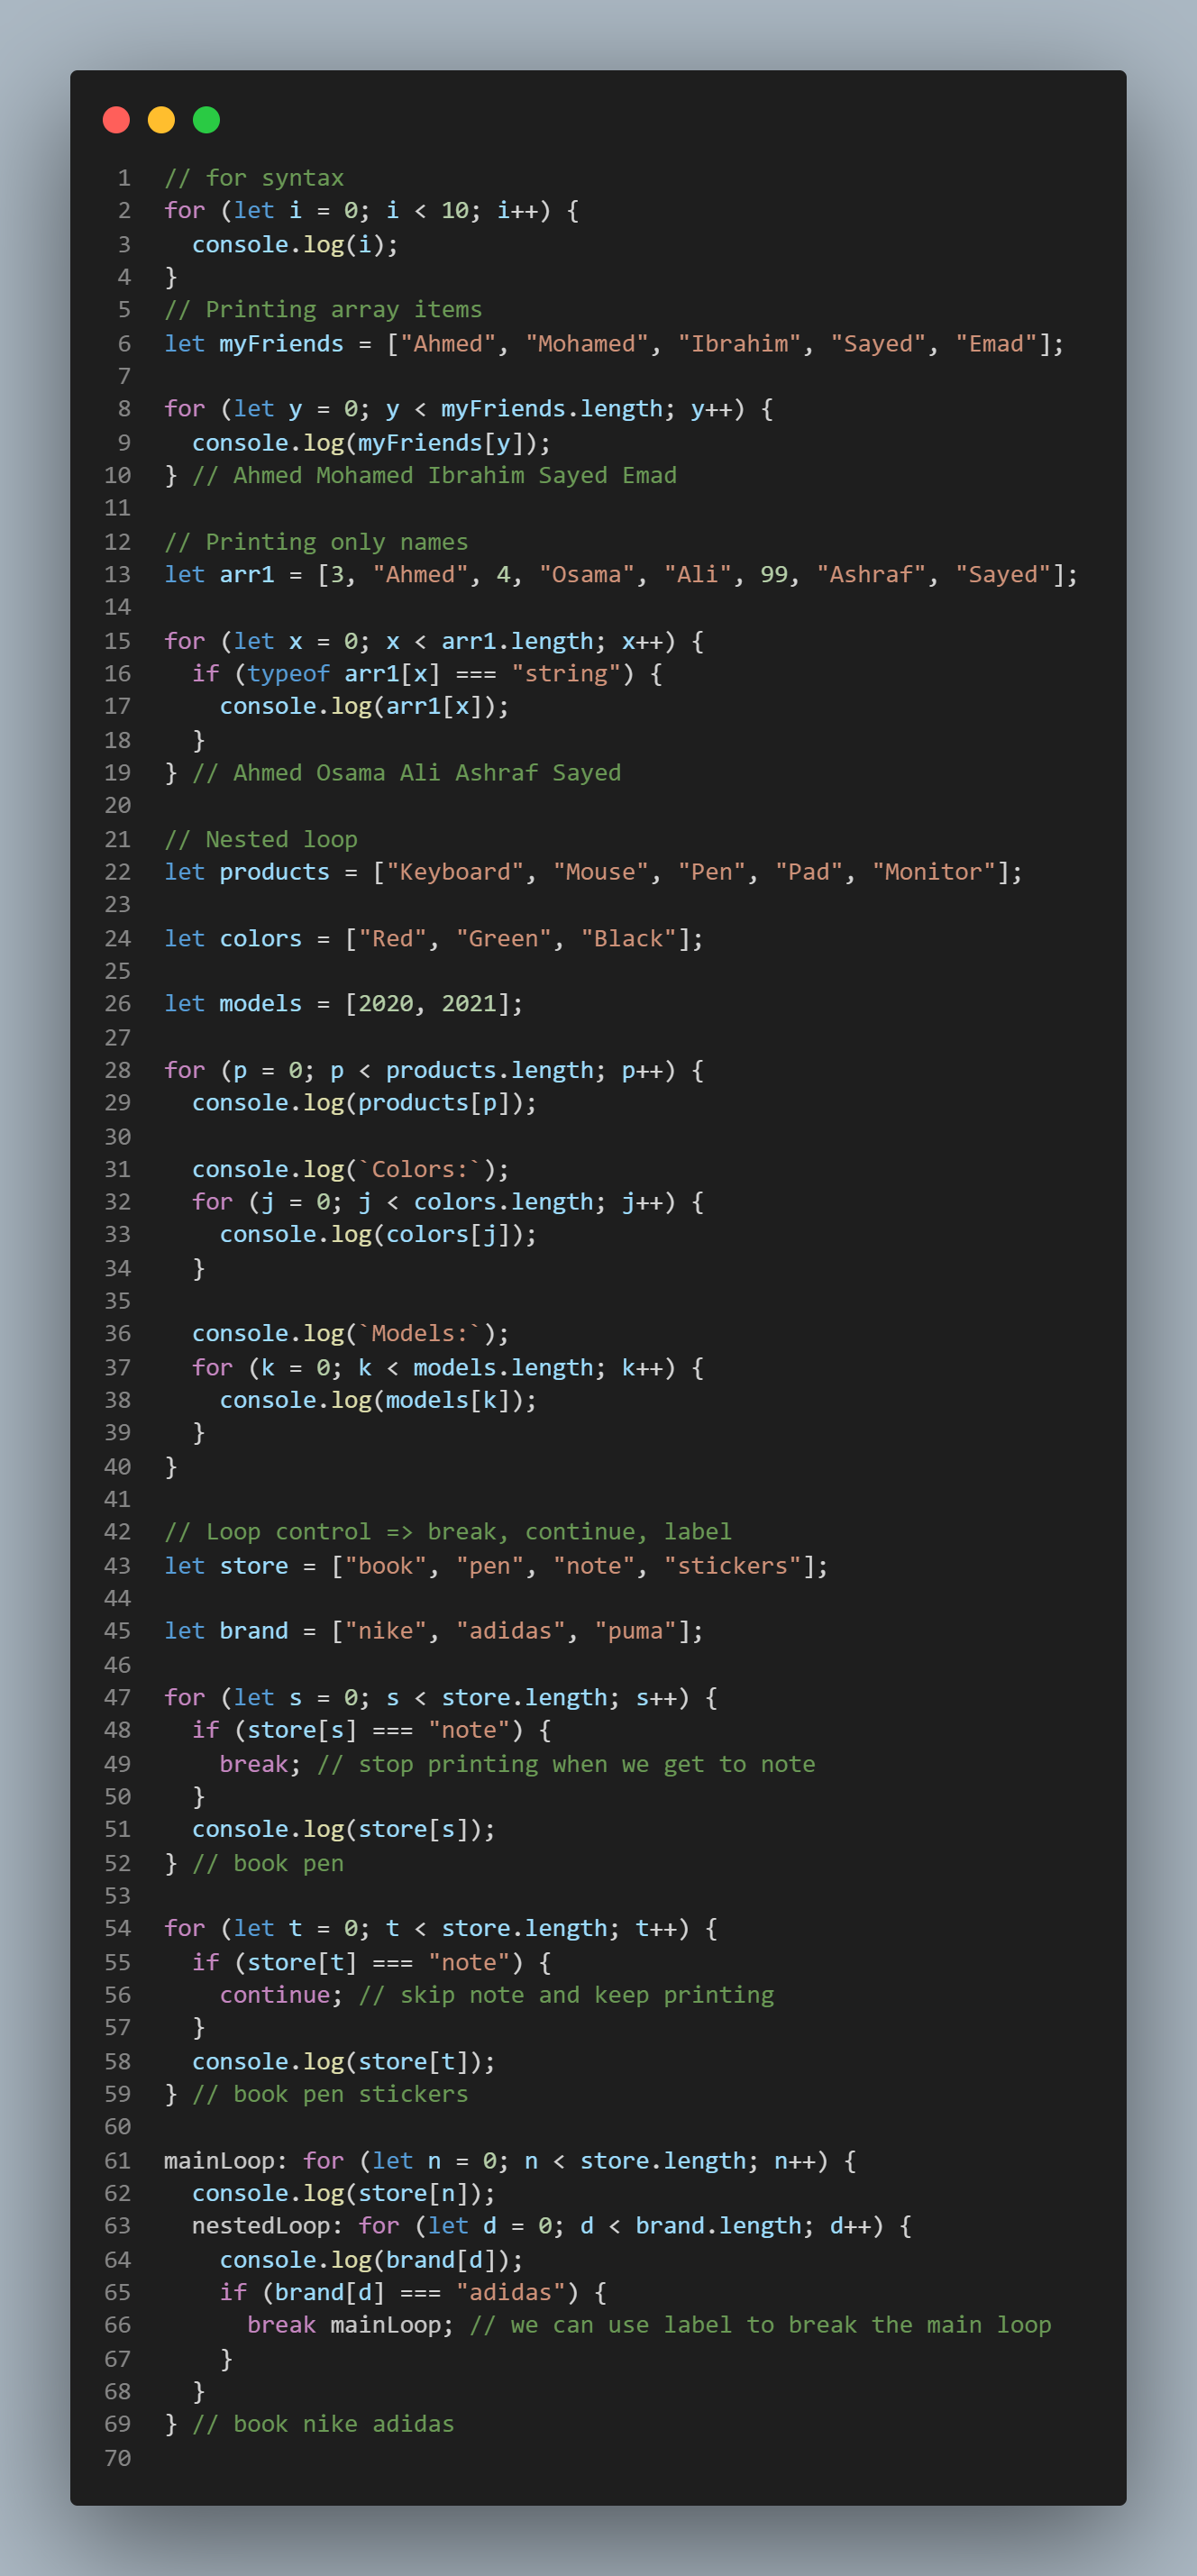 1 // for syntax
2 for (let i = 0; i < 10; i++) {
3   console.log(i);
4 }
5 // Printing array items
6 let myFriends = ["Ahmed", "Mohamed", "Ibrahim", "Sayed", "Emad"];
7
8 for (let y = 0; y < myFriends.length; y++) {
9   console.log(myFriends[y]);
10 } // Ahmed Mohamed Ibrahim Sayed Emad
11
12 // Printing only names
13 let arr1 = [3, "Ahmed", 4, "Osama", "Ali", 99, "Ashraf", "Sayed"];
14
15 for (let x = 0; x < arr1.length; x++) {
16   if (typeof arr1[x] === "string") {
17     console.log(arr1[x]);
18   }
19 } // Ahmed Osama Ali Ashraf Sayed
20
21 // Nested loop
22 let products = ["Keyboard", "Mouse", "Pen", "Pad", "Monitor"];
23
24 let colors = ["Red", "Green", "Black"];
25
26 let models = [2020, 2021];
27
28 for (p = 0; p < products.length; p++) {
29   console.log(products[p]);
30
31   console.log(`Colors:`);
32   for (j = 0; j < colors.length; j++) {
33     console.log(colors[j]);
34   }
35
36   console.log(`Models:`);
37   for (k = 0; k < models.length; k++) {
38     console.log(models[k]);
39   }
40 }
41
42 // Loop control => break, continue, label
43 let store = ["book", "pen", "note", "stickers"];
44
45 let brand = ["nike", "adidas", "puma"];
46
47 for (let s = 0; s < store.length; s++) {
48   if (store[s] === "note") {
49     break; // stop printing when we get to note
50   }
51   console.log(store[s]);
52 } // book pen
53
54 for (let t = 0; t < store.length; t++) {
55   if (store[t] === "note") {
56     continue; // skip note and keep printing
57   }
58   console.log(store[t]);
59 } // book pen stickers
60
61 mainLoop: for (let n = 0; n < store.length; n++) {
62   console.log(store[n]);
63   nestedLoop: for (let d = 0; d < brand.length; d++) {
64     console.log(brand[d]);
65     if (brand[d] === "adidas") {
66       break mainLoop; // we can use label to break the main loop
67     }
68   }
69 } // book nike adidas
70